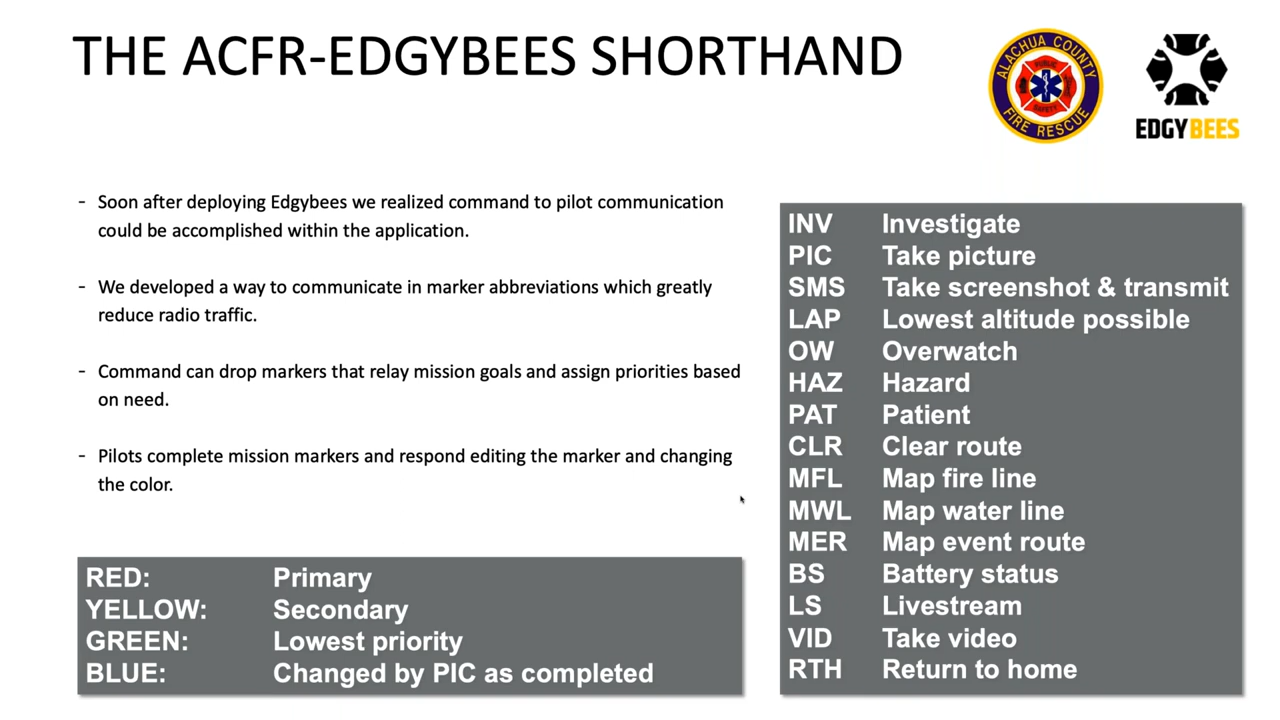 THE ACFR-EDGYBEES SHORTHAND
ALACHUA COUNTY
PUBLIC
SAFETY
FIRE RESCUE
EDGYBEES
- Soon after deploying Edgybees we realized command to pilot communication
could be accomplished within the application.
- We developed a way to communicate in marker abbreviations which greatly
reduce radio traffic.
- Command can drop markers that relay mission goals and assign priorities based
on need.
- Pilots complete mission markers and respond editing the marker and changing
the color.
RED: Primary
YELLOW: Secondary
GREEN: Lowest priority
BLUE: Changed by PIC as completed
INV Investigate
PIC Take picture
SMS Take screenshot & transmit
LAP Lowest altitude possible
OW Overwatch
HAZ Hazard
PAT Patient
CLR Clear route
MFL Map fire line
MWL Map water line
MER Map event route
BS Battery status
LS Livestream
VID Take video
RTH Return to home